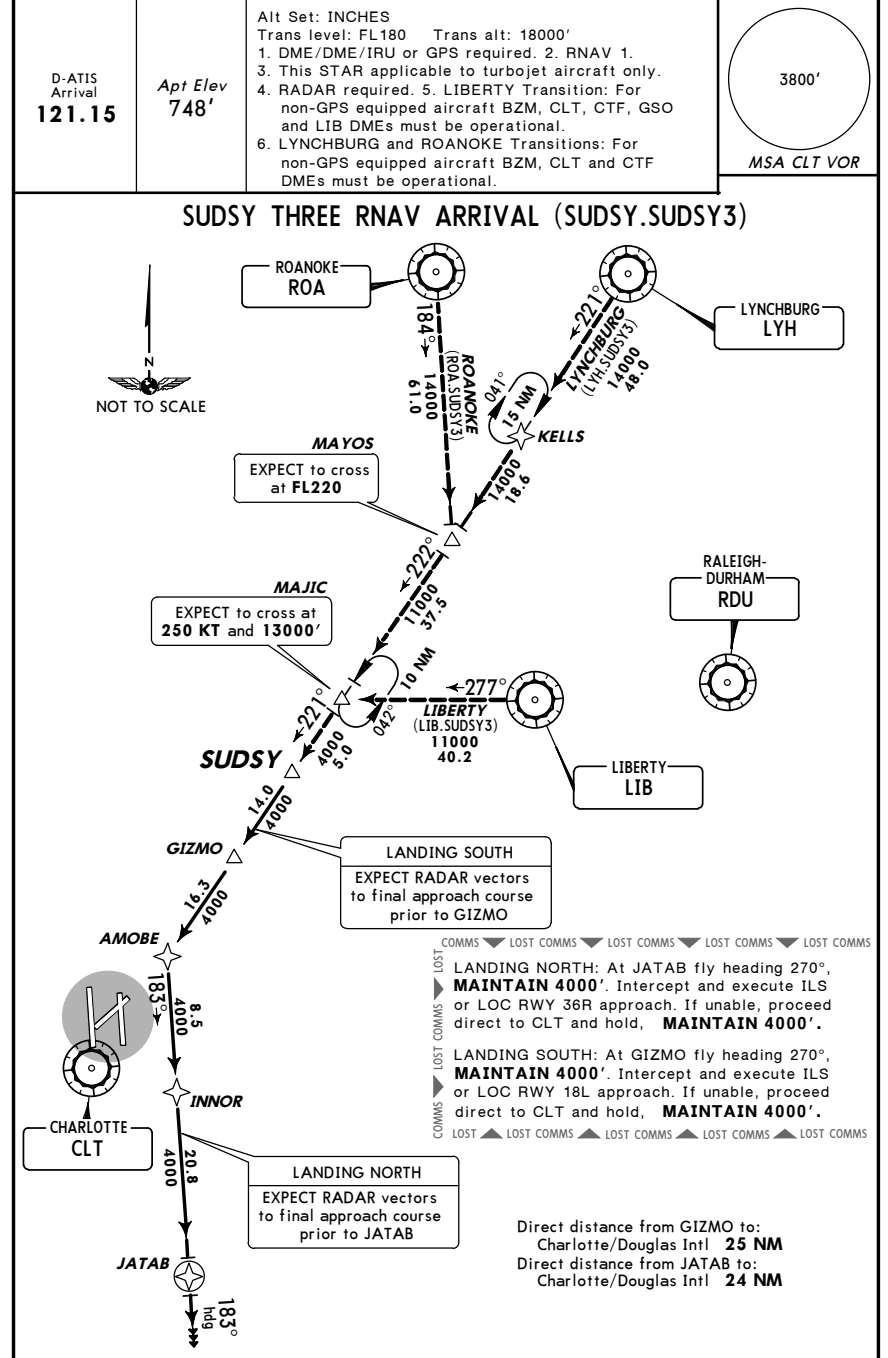 D-ATIS
Arrival
121.15
Apt Elev
748'
Alt Set: INCHES
Trans level: FL180 Trans alt: 18000'
1. DME/DME/IRU or GPS required. 2. RNAV 1.
3. This STAR applicable to turbojet aircraft only.
4. RADAR required. 5. LIBERTY Transition: For
non-GPS equipped aircraft BZM, CLT, CTF, GSO
and LIB DMEs must be operational.
6. LYNCHBURG and ROANOKE Transitions: For
non-GPS equipped aircraft BZM, CLT and CTF
DMEs must be operational.
3800'
MSA CLT VOR
SUDSY THREE RNAV ARRIVAL (SUDSY.SUDSY3)
N
NOT TO SCALE
ROANOKE
ROA
LYNCHBURG
LYH
184°
ROANOKE
(ROA.SUDSY3)
14000
61.0
221°
LYNCHBURG
(LYH.SUDSY3)
14000
48.0
041°
15 NM
KELLS
14000
18.6
MAYOS
EXPECT to cross
at FL220
222°
11000
37.5
RALEIGH-
DURHAM
RDU
MAJIC
EXPECT to cross at
250 KT and 13000'
10 NM
042°
277°
LIBERTY
(LIB.SUDSY3)
11000
40.2
LIBERTY
LIB
221°
4000
5.0
SUDSY
14.0
4000
GIZMO
LANDING SOUTH
EXPECT RADAR vectors
to final approach course
prior to GIZMO
16.3
4000
AMOBE
183°
8.5
4000
INNOR
CHARLOTTE
CLT
20.8
4000
LANDING NORTH
EXPECT RADAR vectors
to final approach course
prior to JATAB
JATAB
183°
hdg
COMMS LOST COMMS LOST COMMS LOST COMMS LOST COMMS
LOST
COMMS
LOST
COMMS
LANDING NORTH: At JATAB fly heading 270°,
MAINTAIN 4000'. Intercept and execute ILS
or LOC RWY 36R approach. If unable, proceed
direct to CLT and hold, MAINTAIN 4000'.
LANDING SOUTH: At GIZMO fly heading 270°,
MAINTAIN 4000'. Intercept and execute ILS
or LOC RWY 18L approach. If unable, proceed
direct to CLT and hold, MAINTAIN 4000'.
LOST LOST COMMS LOST COMMS LOST COMMS LOST COMMS
Direct distance from GIZMO to:
Charlotte/Douglas Intl 25 NM
Direct distance from JATAB to:
Charlotte/Douglas Intl 24 NM